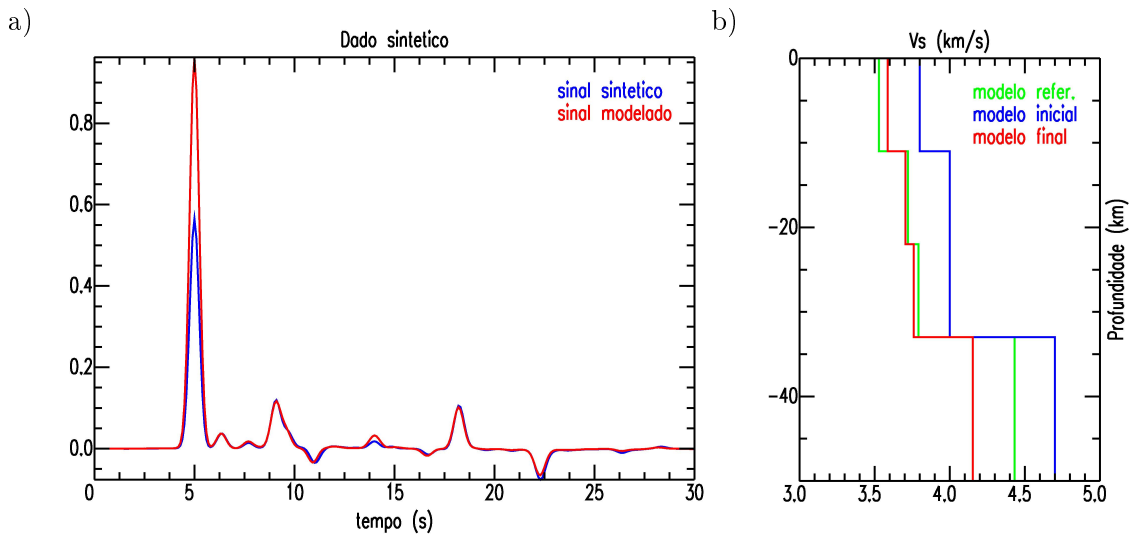 a)
Dado sintetico
sinal sintetico
sinal modelado
0.8
0.6
0.4
0.2
0.0
0 5 10 15 20 25 30
tempo (s)
b)
Vs (km/s)
modelo refer.
modelo inicial
modelo final
0
-20
-40
3.0 3.5 4.0 4.5 5.0
Profundidade (km)